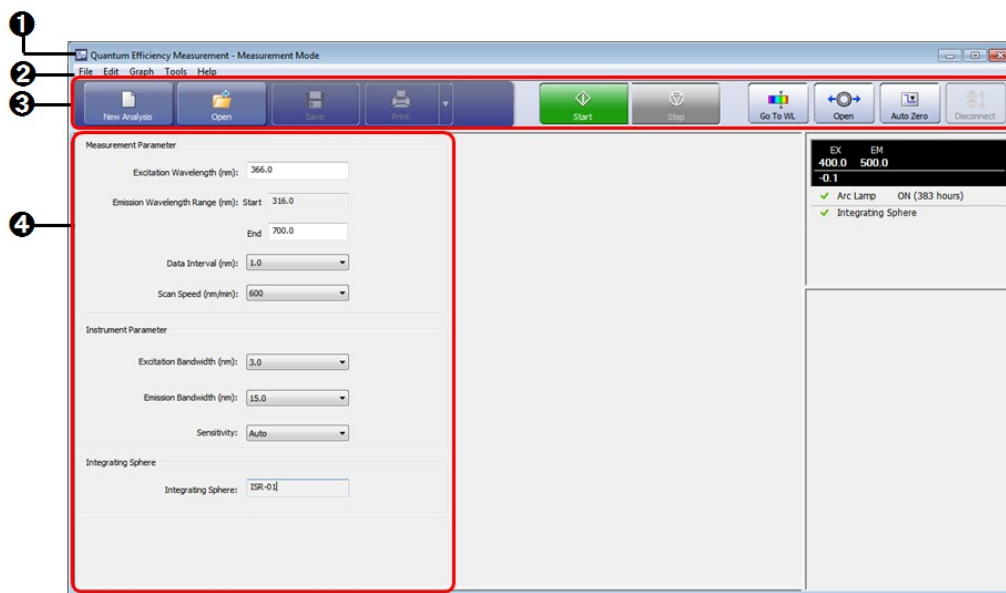 1
Quantum Efficiency Measurement - Measurement Mode
2
File Edit Graph Tools Help
3
New Analysis Open Save Print Start Stop Go To WL Open Auto Zero Disconnect
4
Measurement Parameter
Excitation Wavelength (nm): 366.0
Emission Wavelength Range (nm): Start 316.0
End 700.0
Data Interval (nm): 1.0
Scan Speed (nm/min): 600
Instrument Parameter
Excitation Bandwidth (nm): 3.0
Emission Bandwidth (nm): 15.0
Sensitivity: Auto
Integrating Sphere
Integrating Sphere: ISR-01
EX EM
400.0 500.0
-0.1
Arc Lamp ON (383 hours)
Integrating Sphere